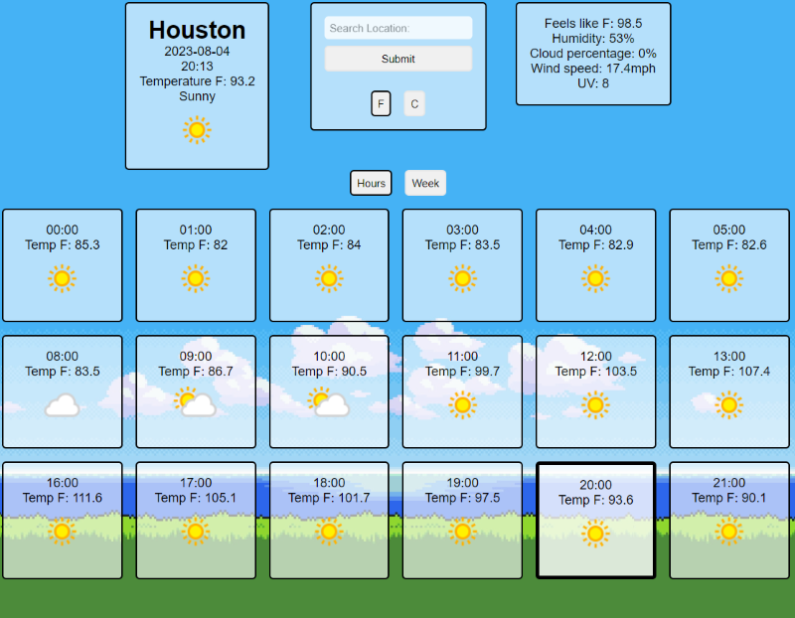 Houston
2023-08-04
20:13
Temperature F: 93.2
Sunny
Search Location:
Submit
F
C
Feels like F: 98.5
Humidity: 53%
Cloud percentage: 0%
Wind speed: 17.4mph
UV: 8
Hours
Week
00:00
Temp F: 85.3
01:00
Temp F: 82
02:00
Temp F: 84
03:00
Temp F: 83.5
04:00
Temp F: 82.9
05:00
Temp F: 82.6
08:00
Temp F: 83.5
09:00
Temp F: 86.7
10:00
Temp F: 90.5
11:00
Temp F: 99.7
12:00
Temp F: 103.5
13:00
Temp F: 107.4
16:00
Temp F: 111.6
17:00
Temp F: 105.1
18:00
Temp F: 101.7
19:00
Temp F: 97.5
20:00
Temp F: 93.6
21:00
Temp F: 90.1